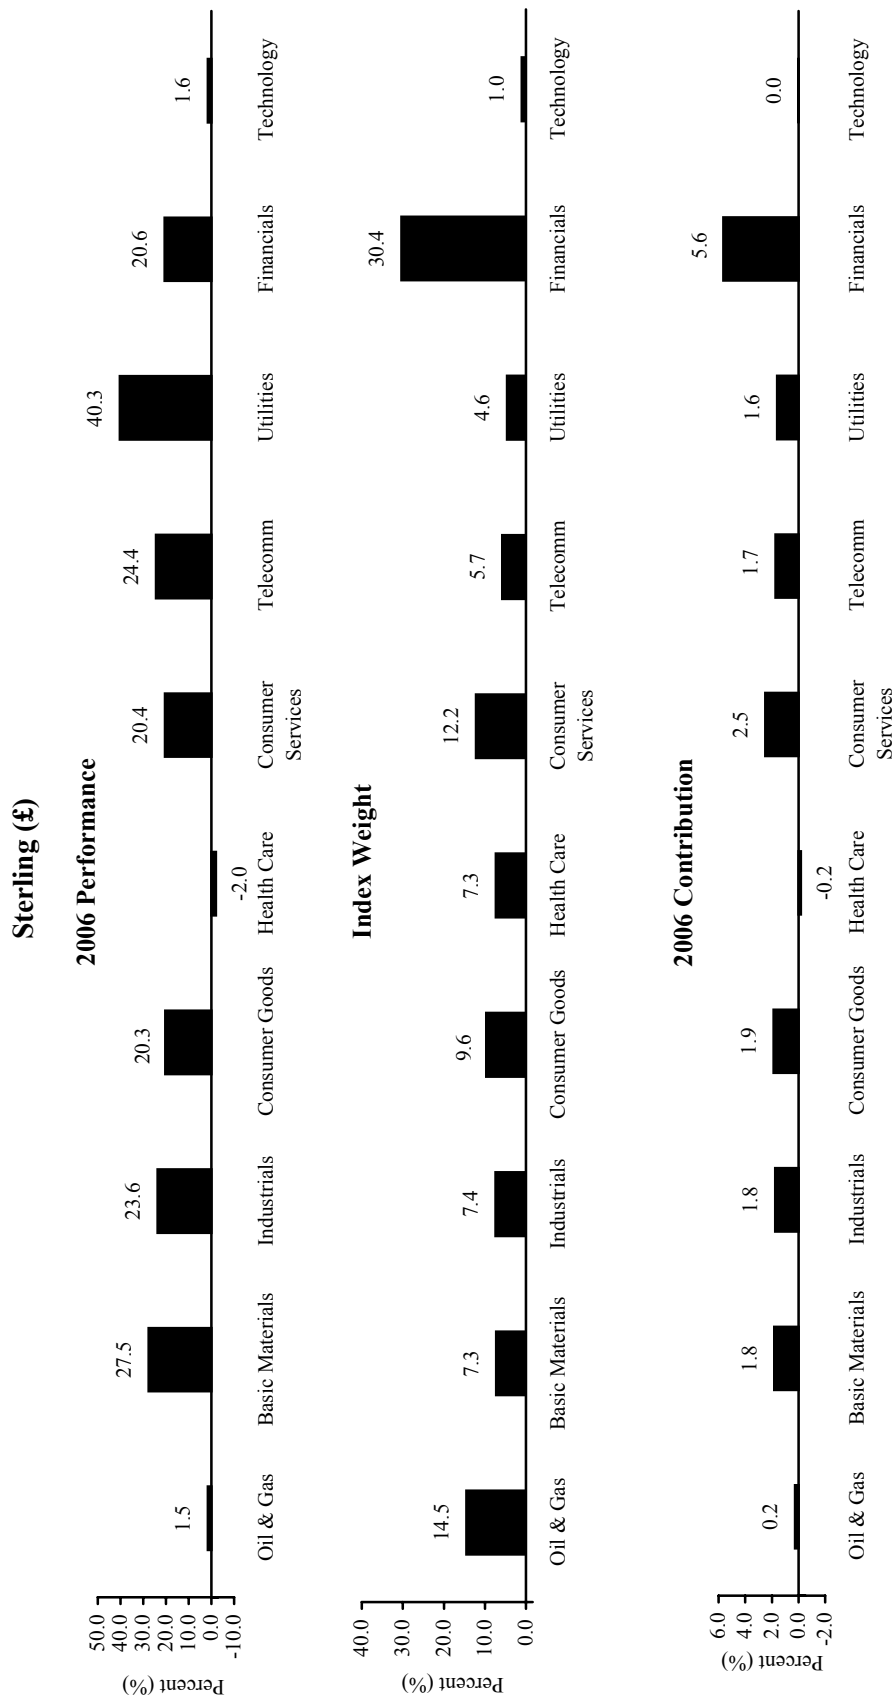 Sterling (£)
2006 Performance
Percent (%)
50.0
40.0
30.0
20.0
10.0
0.0
-10.0
1.5
27.5
23.6
20.3
-2.0
20.4
24.4
40.3
20.6
1.6
Oil & Gas
Basic Materials
Industrials
Consumer Goods
Health Care
Consumer
Services
Telecomm
Utilities
Financials
Technology
Index Weight
Percent (%)
40.0
30.0
20.0
10.0
0.0
14.5
7.3
7.4
9.6
7.3
12.2
5.7
4.6
30.4
1.0
Oil & Gas
Basic Materials
Industrials
Consumer Goods
Health Care
Consumer
Services
Telecomm
Utilities
Financials
Technology
2006 Contribution
Percent (%)
6.0
4.0
2.0
0.0
-2.0
0.2
1.8
1.8
1.9
-0.2
2.5
1.7
1.6
5.6
0.0
Oil & Gas
Basic Materials
Industrials
Consumer Goods
Health Care
Consumer
Services
Telecomm
Utilities
Financials
Technology